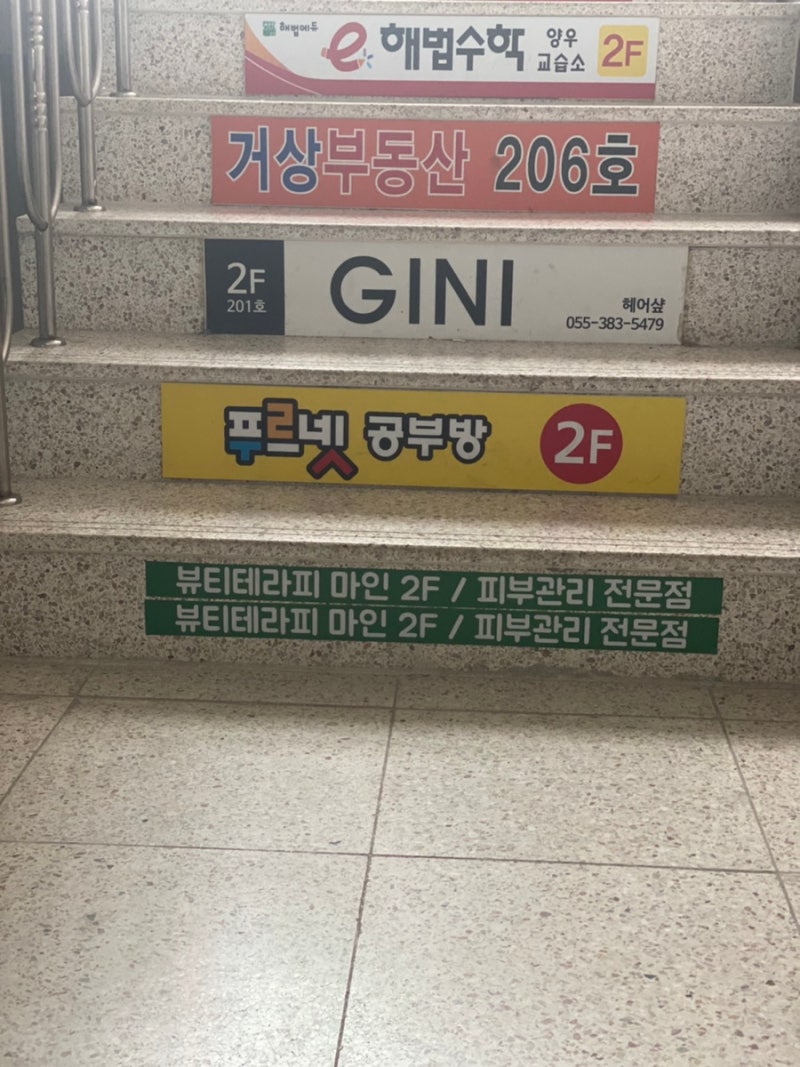 해법에듀
e 해법수학 양우 교습소 2F
거상부동산 206호
2F 201호
GINI
헤어샾
055-383-5479
푸르넷 공부방 2F
뷰티테라피 마인 2F / 피부관리 전문점
뷰티테라피 마인 2F / 피부관리 전문점